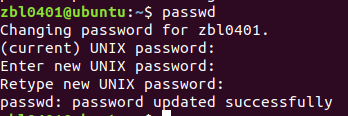 zbl0401@ubuntu:~$ passwd
Changing password for zbl0401.
(current) UNIX password:
Enter new UNIX password:
Retype new UNIX password:
passwd: password updated successfully